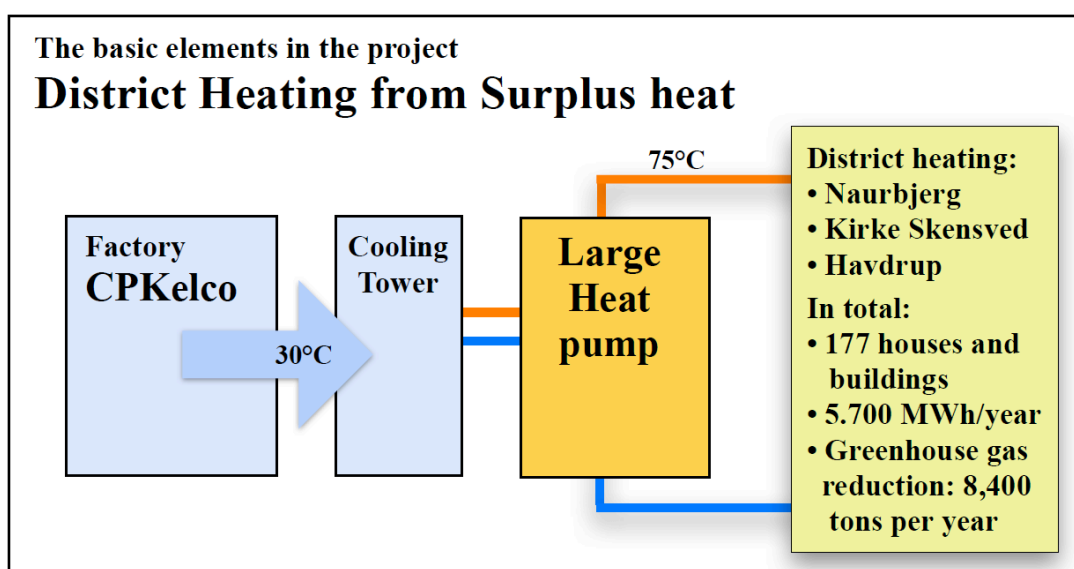 The basic elements in the project
District Heating from Surplus heat
Factory
CPKelco
30°C
Cooling
Tower
Large
Heat
pump
75°C
District heating:
• Naurbjerg
• Kirke Skensved
• Havdrup
In total:
• 177 houses and
buildings
• 5.700 MWh/year
• Greenhouse gas
reduction: 8,400
tons per year